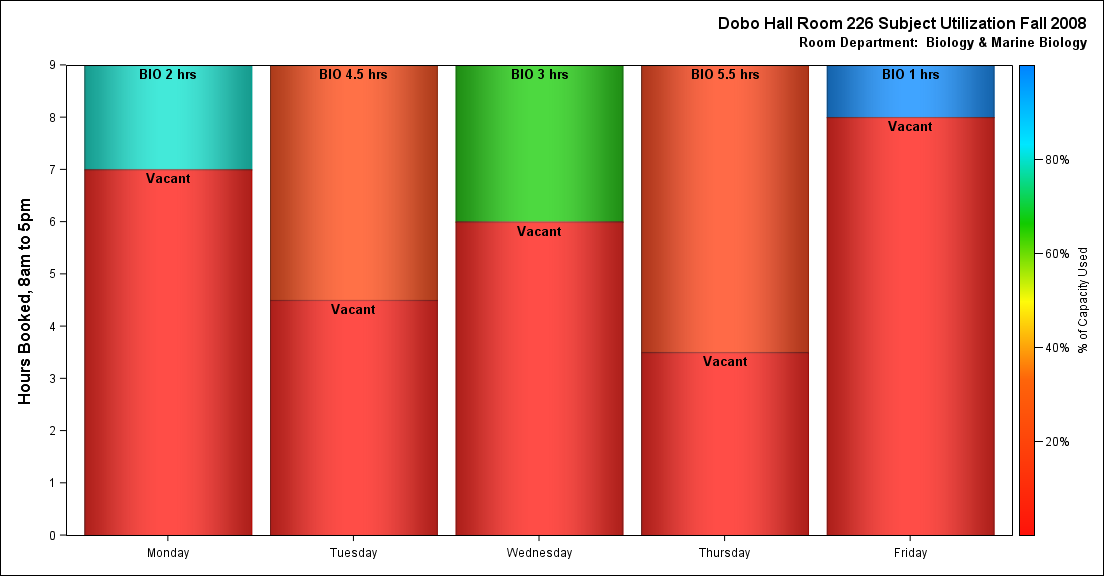 Dobo Hall Room 226 Subject Utilization Fall 2008
Room Department: Biology & Marine Biology
Hours Booked, 8am to 5pm
9
8
7
6
5
4
3
2
1
0
BIO 2 hrs
Vacant
BIO 4.5 hrs
Vacant
BIO 3 hrs
Vacant
BIO 5.5 hrs
Vacant
BIO 1 hrs
Vacant
Monday
Tuesday
Wednesday
Thursday
Friday
80%
60%
40%
20%
% of Capacity Used